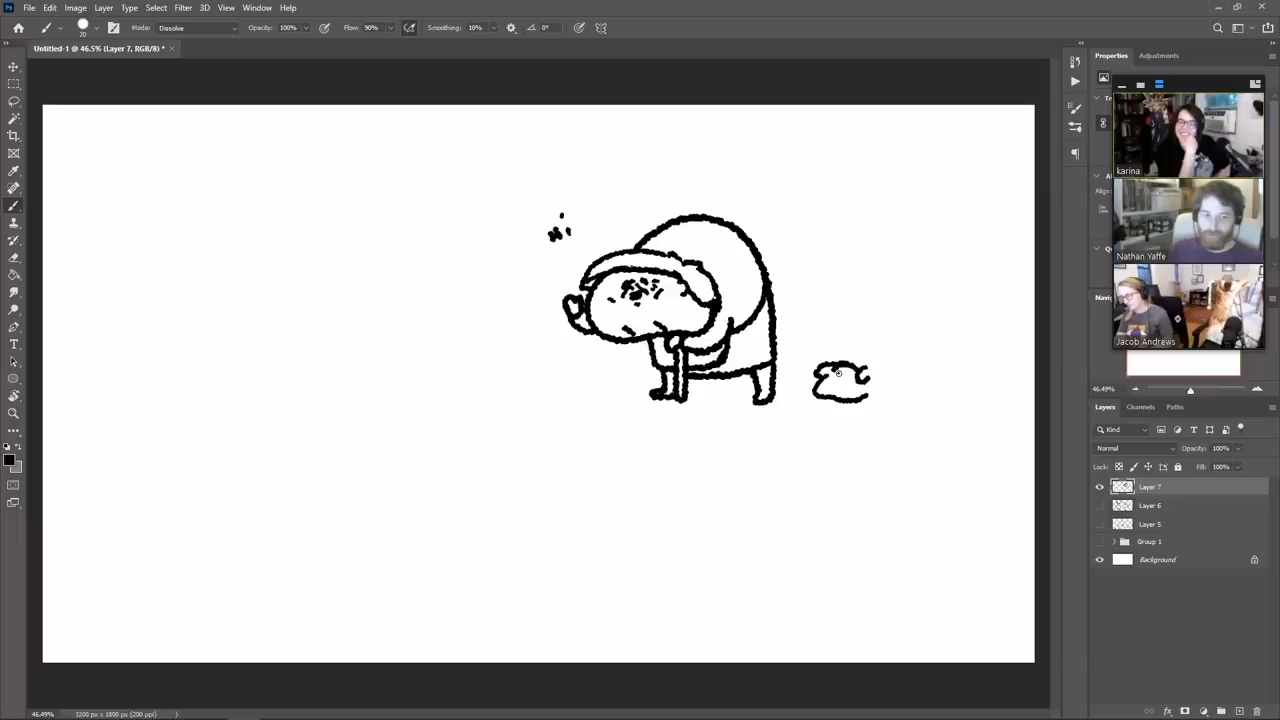 File Edit Image Layer Type Select Filter 3D View Window Help
20 Mode: Dissolve Opacity: 100% Flow: 90% Smoothing: 10% 0°
Untitled-1 @ 46.5% (Layer 7, RGB/8) * ×
Properties Adjustments
karina
Nathan Yaffe
Jacob Andrews
46.49%
Layers Channels Paths
Kind
Normal Opacity: 100%
Lock: Fill: 100%
Layer 7
Layer 6
Layer 5
Group 1
Background
46.49% 3200 px x 1800 px (200 ppi)